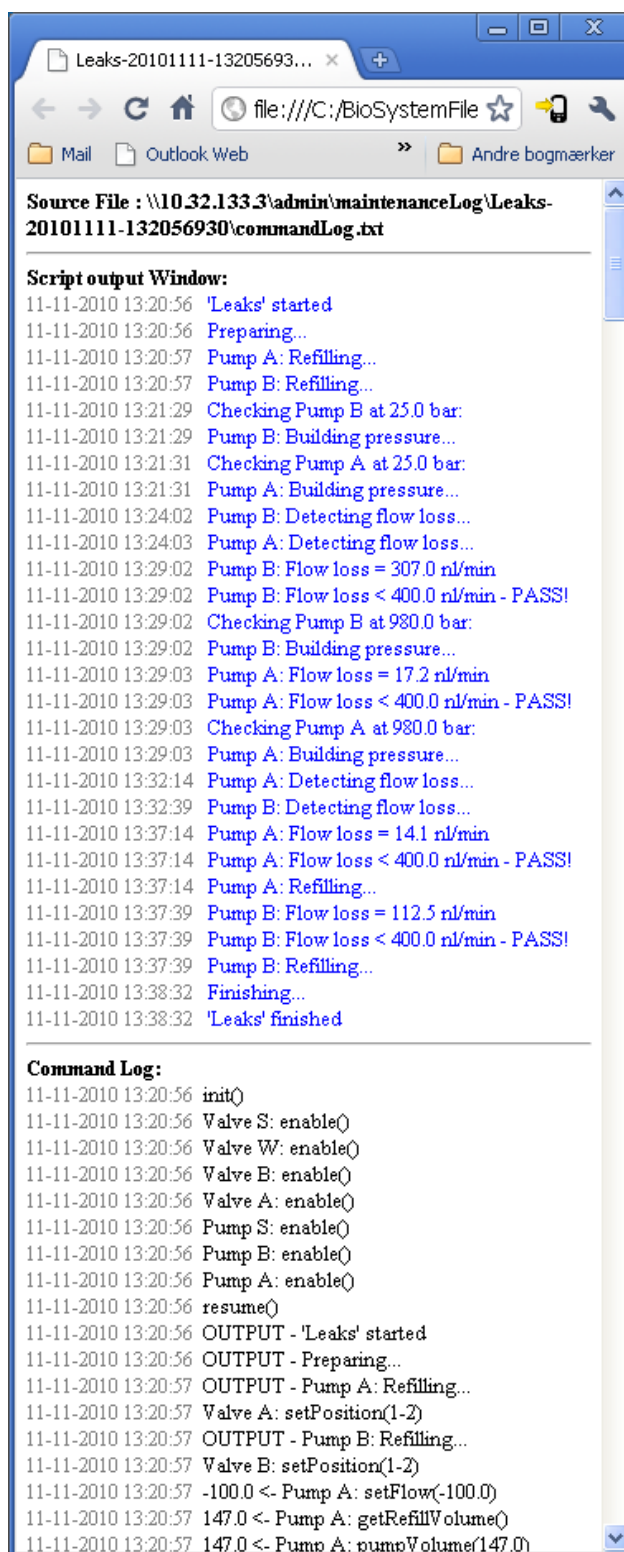 Leaks-20101111-13205693...
file:///C:/BioSystemFile
Mail
Outlook Web
»
Andre bogmærker
Source File : \\10.32.133.3\admin\maintenanceLog\Leaks-
20101111-132056930\commandLog.txt
Script output Window:
11-11-2010 13:20:56 'Leaks' started
11-11-2010 13:20:56 Preparing...
11-11-2010 13:20:57 Pump A: Refilling...
11-11-2010 13:20:57 Pump B: Refilling...
11-11-2010 13:21:29 Checking Pump B at 25.0 bar:
11-11-2010 13:21:29 Pump B: Building pressure...
11-11-2010 13:21:31 Checking Pump A at 25.0 bar:
11-11-2010 13:21:31 Pump A: Building pressure...
11-11-2010 13:24:02 Pump B: Detecting flow loss...
11-11-2010 13:24:03 Pump A: Detecting flow loss...
11-11-2010 13:29:02 Pump B: Flow loss = 307.0 nl/min
11-11-2010 13:29:02 Pump B: Flow loss < 400.0 nl/min - PASS!
11-11-2010 13:29:02 Checking Pump B at 980.0 bar:
11-11-2010 13:29:02 Pump B: Building pressure...
11-11-2010 13:29:03 Pump A: Flow loss = 17.2 nl/min
11-11-2010 13:29:03 Pump A: Flow loss < 400.0 nl/min - PASS!
11-11-2010 13:29:03 Checking Pump A at 980.0 bar:
11-11-2010 13:29:03 Pump A: Building pressure...
11-11-2010 13:32:14 Pump A: Detecting flow loss...
11-11-2010 13:32:39 Pump B: Detecting flow loss...
11-11-2010 13:37:14 Pump A: Flow loss = 14.1 nl/min
11-11-2010 13:37:14 Pump A: Flow loss < 400.0 nl/min - PASS!
11-11-2010 13:37:14 Pump A: Refilling...
11-11-2010 13:37:39 Pump B: Flow loss = 112.5 nl/min
11-11-2010 13:37:39 Pump B: Flow loss < 400.0 nl/min - PASS!
11-11-2010 13:37:39 Pump B: Refilling...
11-11-2010 13:38:32 Finishing...
11-11-2010 13:38:32 'Leaks' finished
Command Log:
11-11-2010 13:20:56 init()
11-11-2010 13:20:56 Valve S: enable()
11-11-2010 13:20:56 Valve W: enable()
11-11-2010 13:20:56 Valve B: enable()
11-11-2010 13:20:56 Valve A: enable()
11-11-2010 13:20:56 Pump S: enable()
11-11-2010 13:20:56 Pump B: enable()
11-11-2010 13:20:56 Pump A: enable()
11-11-2010 13:20:56 resume()
11-11-2010 13:20:56 OUTPUT - 'Leaks' started
11-11-2010 13:20:56 OUTPUT - Preparing...
11-11-2010 13:20:57 OUTPUT - Pump A: Refilling...
11-11-2010 13:20:57 Valve A: setPosition(1-2)
11-11-2010 13:20:57 OUTPUT - Pump B: Refilling...
11-11-2010 13:20:57 Valve B: setPosition(1-2)
11-11-2010 13:20:57 -100.0 <- Pump A: setFlow(-100.0)
11-11-2010 13:20:57 147.0 <- Pump A: getRefillVolume()
11-11-2010 13:20:57 147.0 <- Pump A: pumpVolume(147.0)